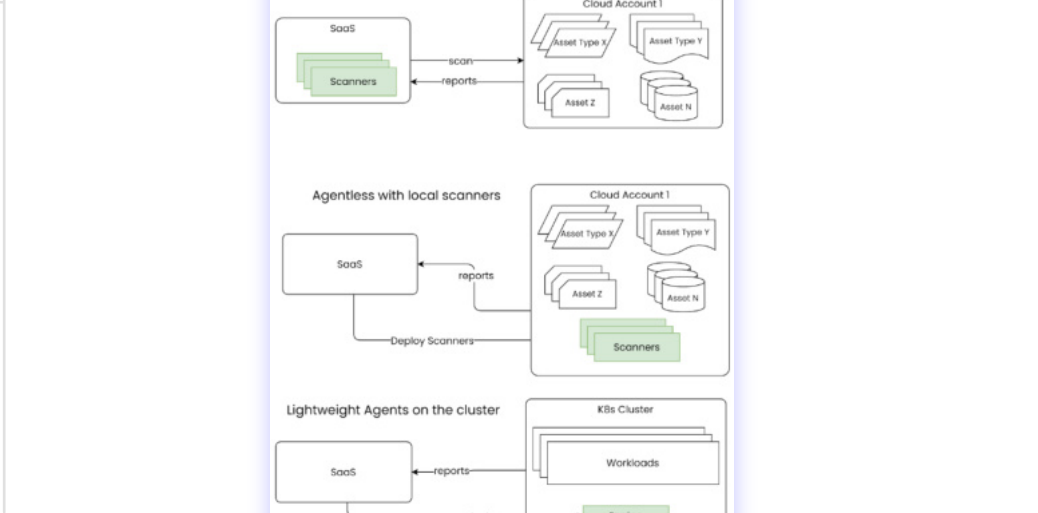 Cloud Account 1
SaaS
Asset Type X
Asset Type Y
scan
Scanners
reports
Asset Z
Asset N
Agentless with local scanners
Cloud Account 1
Asset Type X
Asset Type Y
SaaS
reports
Asset Z
Asset N
Deploy Scanners
Scanners
Lightweight Agents on the cluster
K8s Cluster
Workloads
SaaS
reports